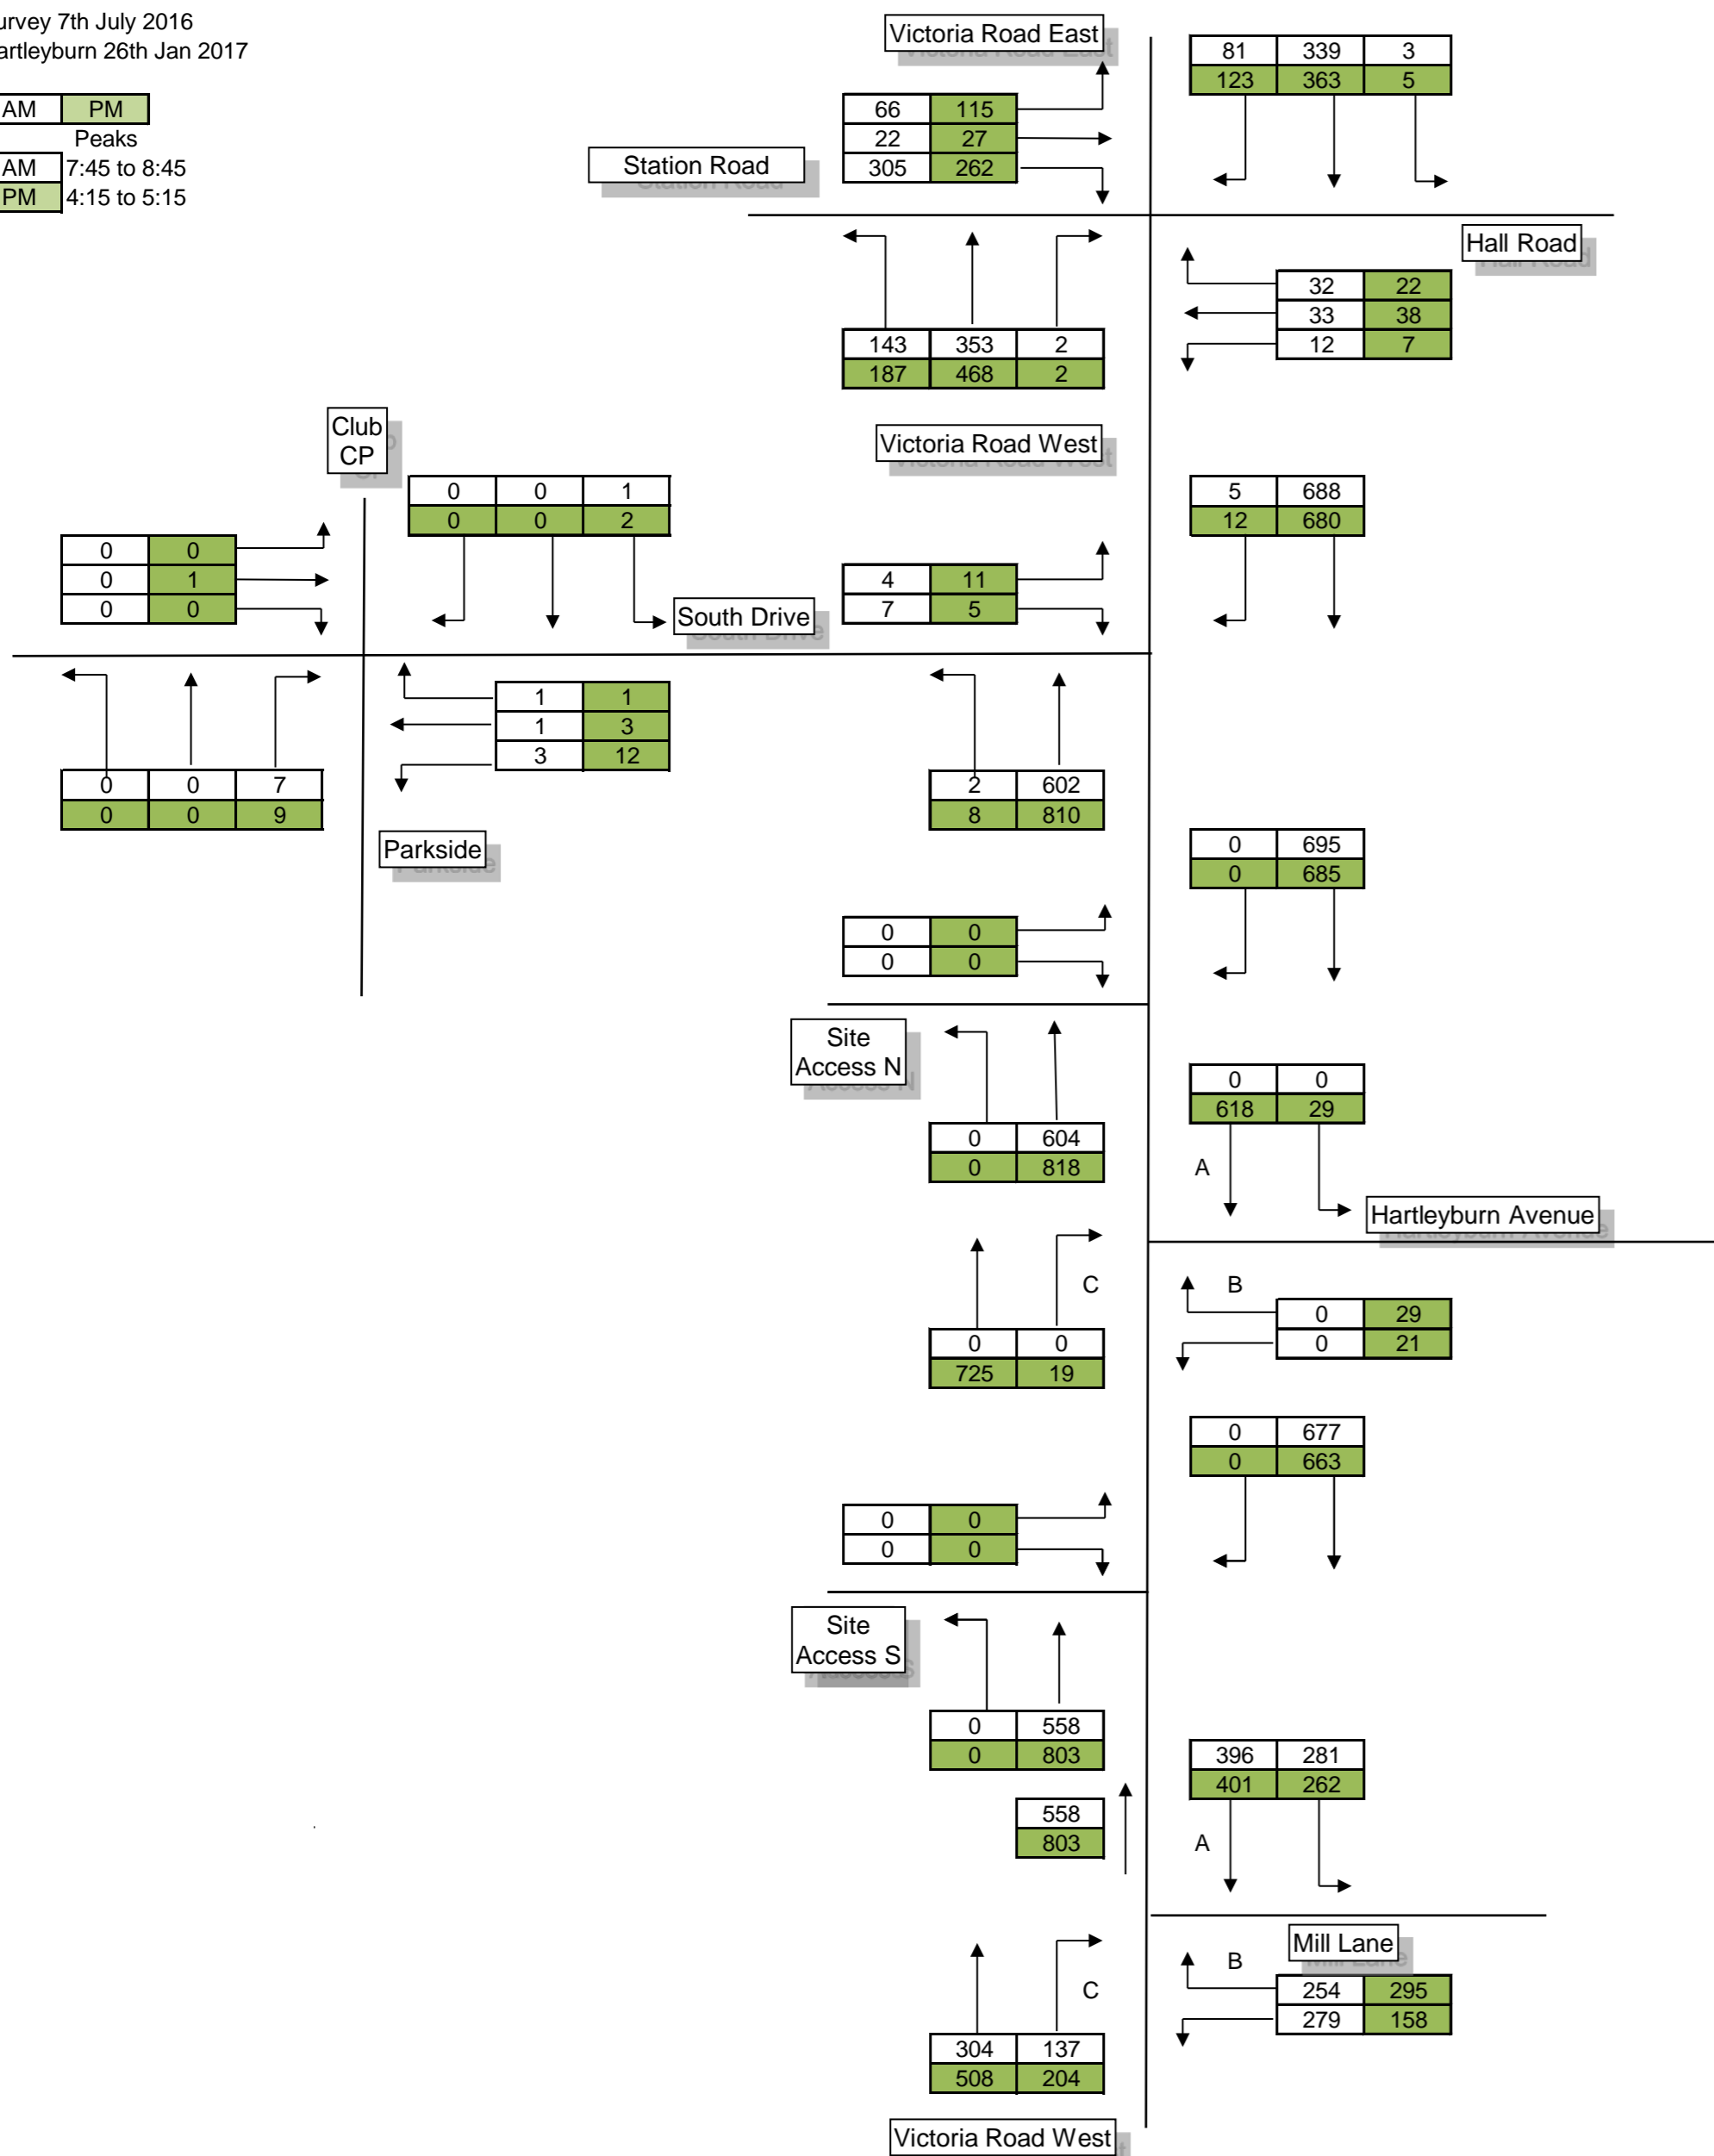 urvey 7th July 2016
artleyburn 26th Jan 2017
AM PM
Peaks
AM 7:45 to 8:45
PM 4:15 to 5:15
Victoria Road East
81 339 3
123 363 5
66 115
22 27
305 262
Station Road
Hall Road
32 22
33 38
12 7
143 353 2
187 468 2
Victoria Road West
Club
CP
0 0 1
0 0 2
5 688
12 680
0 0
0 1
0 0
4 11
7 5
South Drive
1 1
1 3
3 12
0 0 7
0 0 9
2 602
8 810
Parkside
0 695
0 685
0 0
0 0
Site
Access N
0 0
618 29
0 604
0 818
A
Hartleyburn Avenue
C
B
0 29
0 21
0 0
725 19
0 677
0 663
0 0
0 0
Site
Access S
0 558
0 803
396 281
401 262
558
803
A
Mill Lane
B
C
254 295
279 158
304 137
508 204
Victoria Road West